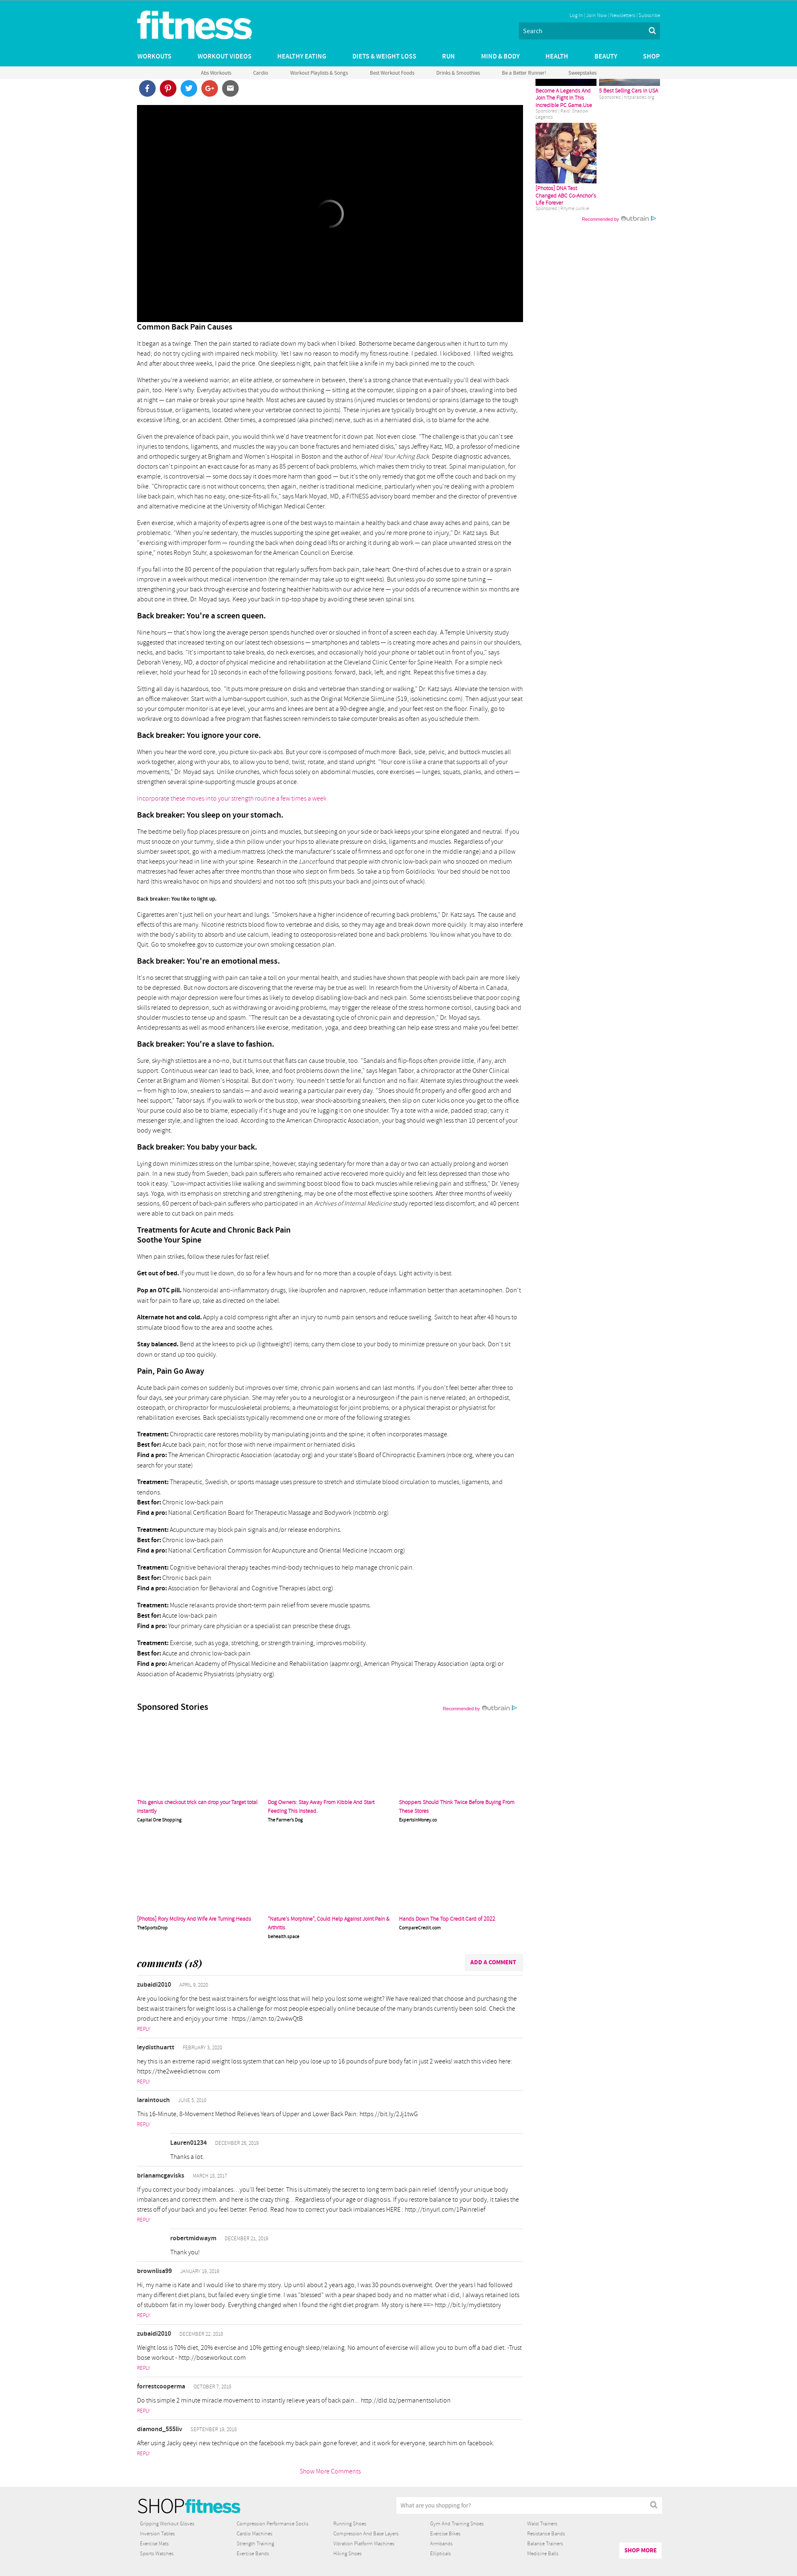 fitness
Log In | Join Now | Newsletters / Subscribe
Search
WORKOUTS WORKOUT VIDEOS HEALTHY EATING DIETS & WEIGHT LOSS RUN MIND & BODY HEALTH BEAUTY SHOP
Abs Workouts Cardio Workout Playlists & Songs Best Workout Foods Drinks & Smoothies Be a Better Runner! Sweepstakes
Become A Legends And
Join The Fight In This
Incredible PC Game.Use
Sponsored | Raid: Shadow
Legends
5 Best Selling Cars in USA
[Photos] DNA Test
Changed ABC Co-Anchor's
Life Forever
Sponsored | Rhyme Junkie
Recommended by Outbrain
Common Back Pain Causes
It began as a twinge. Then the pain started to radiate down my back when I biked. Bothersome became dangerous when it hurt to turn my
head; do not try cycling with impaired neck mobility. Yet I saw no reason to modify my fitness routine. I pedaled. I kickboxed. I lifted weights.
And after about three weeks, I paid the price. One sleepless night, pain that felt like a knife in my back pinned me to the couch.
Whether you're a weekend warrior, an elite athlete, or somewhere in between, there's a strong chance that eventually you'll deal with back
pain, too. Here's why: Everyday activities that you do without thinking — sitting at the computer, slipping on a pair of shoes, crawling into bed
at night — can make or break your spine health. Most aches are caused by strains (injured muscles or tendons) or sprains (damage to the tough
fibrous tissue, or ligaments, located where your vertebrae connect to joints). These injuries are typically brought on by overuse, a new activity,
excessive lifting, or an accident. Other times, a compressed (aka pinched) nerve, such as in a herniated disk, is to blame for the ache.
Given the prevalence of back pain, you would think we'd have treatment for it down pat. Not even close. "The challenge is that you can't see
injuries to tendons, ligaments, and muscles the way you can bone fractures and herniated disks," says Jeffrey Katz, MD, a professor of medicine
and orthopedic surgery at Brigham and Women's Hospital in Boston and the author of Heal Your Aching Back. Despite diagnostic advances,
doctors can't pinpoint an exact cause for as many as 85 percent of back problems, which makes them tricky to treat. Spinal manipulation, for
example, is controversial — some docs say it does more harm than good — but it's the only remedy that got me off the couch and back on my
bike. "Chiropractic care is not without concerns; then again, neither is traditional medicine, particularly when you're dealing with a problem
like back pain, which has no easy, one-size-fits-all fix," says Mark Moyad, MD, a FITNESS advisory board member and the director of preventive
and alternative medicine at the University of Michigan Medical Center.
Even exercise, which a majority of experts agree is one of the best ways to maintain a healthy back and chase away aches and pains, can be
problematic. "When you're sedentary, the muscles supporting the spine get weaker, and you're more prone to injury," Dr. Katz says. But
"exercising with improper form — rounding the back when doing dead lifts or arching it during ab work — can place unwanted stress on the
spine," notes Robyn Stuhr, a spokeswoman for the American Council on Exercise.
If you fall into the 80 percent of the population that regularly suffers from back pain, take heart: One-third of aches due to a strain or a sprain
improve in a week without medical intervention (the remainder may take up to eight weeks). But unless you do some spine tuning —
strengthening your back through exercise and fostering healthier habits with our advice here — your odds of a recurrence within six months are
about one in three, Dr. Moyad says. Keep your back in tip-top shape by avoiding these seven spinal sins.
Back breaker: You're a screen queen.
Nine hours — that's how long the average person spends hunched over or slouched in front of a screen each day. A Temple University study
suggested that increased texting on our latest tech obsessions — smartphones and tablets — is creating more aches and pains in our shoulders,
necks, and backs. "It's important to take breaks, do neck exercises, and occasionally hold your phone or tablet out in front of you," says
Deborah Venesy, MD, a doctor of physical medicine and rehabilitation at the Cleveland Clinic Center for Spine Health. For a simple neck
reliever, hold your head for 10 seconds in each of the following positions: forward, back, left, and right. Repeat this five times a day.
Sitting all day is hazardous, too. "It puts more pressure on disks and vertebrae than standing or walking," Dr. Katz says. Alleviate the tension with
an office makeover. Start with a lumbar-support cushion, such as the Original McKenzie SlimLine ($19, isokineticsinc.com). Then adjust your seat
so your computer monitor is at eye level, your arms and knees are bent at a 90-degree angle, and your feet rest on the floor. Finally, go to
workrave.org to download a free program that flashes screen reminders to take computer breaks as often as you schedule them.
Back breaker: You ignore your core.
When you hear the word core, you picture six-pack abs. But your core is composed of much more: Back, side, pelvic, and buttock muscles all
work together, along with your abs, to allow you to bend, twist, rotate, and stand upright. "Your core is like a crane that supports all of your
movements," Dr. Moyad says. Unlike crunches, which focus solely on abdominal muscles, core exercises — lunges, squats, planks, and others —
strengthen several spine-supporting muscle groups at once.
Incorporate these moves into your strength routine a few times a week
Back breaker: You sleep on your stomach.
The bedtime belly flop places pressure on joints and muscles, but sleeping on your side or back keeps your spine elongated and neutral. If you
must snooze on your tummy, slide a thin pillow under your hips to alleviate pressure on disks, ligaments and muscles. Regardless of your
slumber sweet spot, go with a medium mattress (check the manufacturer's scale of firmness and opt for one in the average range) and a pillow
that keeps your head in line with your spine. Research in the Lancet found that people with chronic low-back pain who snoozed on medium
mattresses had fewer aches after three months than those who slept on firm beds. So take a tip from Goldilocks: Your bed should be not too
hard (this wreaks havoc on hips and shoulders) and not too soft (this puts your back and joints out of whack).
Back breaker: You like to light up.
Cigarettes aren't just hell on your heart and lungs. "Smokers have a higher incidence of recurring back problems," Dr. Katz says. The cause and
effects of this are many. Nicotine restricts blood flow to vertebrae and disks, so they may age and break down more quickly. It may also interfere
with the body's ability to absorb and use calcium, leading to osteoporosis-related bone and back problems. You know what you have to do:
Quit. Go to smokefree.gov to customize your own smoking cessation plan.
Back breaker: You're an emotional mess.
It's no secret that struggling with pain can take a toll on your mental health, and studies have shown that people with back pain are more likely
to be depressed. But now doctors are discovering that the reverse may be true as well: In research from the University of Alberta in Canada,
people with major depression were four times as likely to develop disabling low-back and neck pain. Some scientists believe that poor coping
skills related to depression, such as withdrawing or avoiding problems, may trigger the release of the stress hormone cortisol, causing back and
shoulder muscles to tense up and spasm. "The result can be a devastating cycle of chronic pain and depression," Dr. Moyad says.
Antidepressants as well as mood enhancers like exercise, meditation, yoga, and deep breathing can help ease stress and make you feel better.
Back breaker: You're a slave to fashion.
Sure, sky-high stilettos are a no-no, but it turns out that flats can cause trouble, too. "Sandals and flip-flops often provide little, if any, arch
support. Continuous wear can lead to back, knee, and foot problems down the line," says Megan Tabor, a chiropractor at the Osher Clinical
Center at Brigham and Women's Hospital. But don't worry: You needn't settle for all function and no flair. Alternate styles throughout the week
— from high to low, sneakers to sandals — and avoid wearing a particular pair every day. "Shoes should fit properly and offer good arch and
heel support," Tabor says. If you walk to work or the bus stop, wear shock-absorbing sneakers, then slip on cuter kicks once you get to the office.
Your purse could also be to blame, especially if it's huge and you're lugging it on one shoulder. Try a tote with a wide, padded strap; carry it
messenger style; and lighten the load. According to the American Chiropractic Association, your bag should weigh less than 10 percent of your
body weight.
Back breaker: You baby your back.
Lying down minimizes stress on the lumbar spine; however, staying sedentary for more than a day or two can actually prolong and worsen
pain. In a new study from Sweden, back pain sufferers who remained active recovered more quickly and felt less depressed than those who
took it easy. "Low-impact activities like walking and swimming boost blood flow to back muscles while relieving pain and stiffness," Dr. Venesy
says. Yoga, with its emphasis on stretching and strengthening, may be one of the most effective spine soothers. After three months of weekly
sessions, 60 percent of back-pain sufferers who participated in an Archives of Internal Medicine study reported less discomfort, and 40 percent
were able to cut back on pain meds.
Treatments for Acute and Chronic Back Pain
Soothe Your Spine
When pain strikes, follow these rules for fast relief.
Get out of bed. If you must lie down, do so for a few hours and for no more than a couple of days. Light activity is best.
Pop an OTC pill. Nonsteroidal anti-inflammatory drugs, like ibuprofen and naproxen, reduce inflammation better than acetaminophen. Don't
wait for pain to flare up; take as directed on the label.
Alternate hot and cold. Apply a cold compress right after an injury to numb pain sensors and reduce swelling. Switch to heat after 48 hours to
stimulate blood flow to the area and soothe aches.
Stay balanced. Bend at the knees to pick up (lightweight!) items; carry them close to your body to minimize pressure on your back. Don't sit
down or stand up too quickly.
Pain, Pain Go Away
Acute back pain comes on suddenly but improves over time; chronic pain worsens and can last months. If you don't feel better after three to
four days, see your primary care physician. She may refer you to a neurologist or a neurosurgeon if the pain is nerve related; an orthopedist,
osteopath, or chiropractor for musculoskeletal problems; a rheumatologist for joint problems; or a physical therapist or physiatrist for
rehabilitation exercises. Back specialists typically recommend one or more of the following strategies.
Treatment: Chiropractic care restores mobility by manipulating joints and the spine; it often incorporates massage.
Best for: Acute back pain; not for those with nerve impairment or herniated disks
Find a pro: The American Chiropractic Association (acatoday.org) and your state's Board of Chiropractic Examiners (nbce.org, where you can
search for your state)
Treatment: Therapeutic, Swedish, or sports massage uses pressure to stretch and stimulate blood circulation to muscles, ligaments, and
tendons.
Best for: Chronic low-back pain
Find a pro: National Certification Board for Therapeutic Massage and Bodywork (ncbtmb.org)
Treatment: Acupuncture may block pain signals and/or release endorphins.
Best for: Chronic low-back pain
Find a pro: National Certification Commission for Acupuncture and Oriental Medicine (nccaom.org)
Treatment: Cognitive behavioral therapy teaches mind-body techniques to help manage chronic pain.
Best for: Chronic back pain
Find a pro: Association for Behavioral and Cognitive Therapies (abct.org).
Treatment: Muscle relaxants provide short-term pain relief from severe muscle spasms.
Best for: Acute low-back pain
Find a pro: Your primary care physician or a specialist can prescribe these drugs.
Treatment: Exercise, such as yoga, stretching, or strength training, improves mobility.
Best for: Acute and chronic low-back pain
Find a pro: American Academy of Physical Medicine and Rehabilitation (aapmr.org), American Physical Therapy Association (apta.org) or
Association of Academic Physiatrists (physiatry.org).
Sponsored Stories
Recommended by Outbrain
This genius checkout trick can drop your Target total
instantly
Capital One Shopping
Dog Owners: Stay Away From Kibble And Start
Feeding This Instead.
The Farmer's Dog
Shoppers Should Think Twice Before Buying From
These Stores
ExpertsInMoney.co
[Photos] Rory McIlroy And Wife Are Turning Heads
TheSportsDrop
"Nature's Morphine", Could Help Against Joint Pain &
Arthritis
behealth.space
Hands Down The Top Credit Card of 2022
CompareCredit.com
comments (18)
ADD A COMMENT
zubaidi2010 APRIL 9, 2020
Are you looking for the best waist trainers for weight loss that will help you lost some weight? We have realized that choose and purchasing the
best waist trainers for weight loss is a challenge for most people especially online because of the many brands currently been sold. Check the
product here and enjoy your time : https://amzn.to/2w4wQtB
REPLY
leydisthuartt FEBRUARY 3, 2020
hey this is an extreme rapid weight loss system that can help you lose up to 16 pounds of pure body fat in just 2 weeks! watch this video here:
https://the2weekdietnow.com
REPLY
laraintouch JUNE 5, 2018
This 16-Minute, 8-Movement Method Relieves Years of Upper and Lower Back Pain: https://bit.ly/2Jj1twG
REPLY
Lauren01234 DECEMBER 28, 2019
Thanks a lot.
brianamcgavisks MARCH 16, 2017
If you correct your body imbalances... you'll feel better. This is ultimately the secret to long term back pain relief. Identify your unique body
imbalances and correct them. and here is the crazy thing... Regardless of your age or diagnosis. If you restore balance to your body, it takes the
stress off of your back and you feel better. Period. Read how to correct your back imbalances HERE : http://tinyurl.com/1Painrelief
REPLY
robertmidwaym DECEMBER 21, 2019
Thank you!
brownlisa99 JANUARY 16, 2019
Hi, my name is Kate and I would like to share my story. Up until about 2 years ago, I was 30 pounds overweight. Over the years I had followed
many different diet plans, but failed every single time. I was "blessed" with a pear shaped body and no matter what I did, I always retained lots
of stubborn fat in my lower body. Everything changed when I found the right diet program. My story is here ==> http://bit.ly/mydietstory
REPLY
zubaidi2010 DECEMBER 22, 2018
Weight loss is 70% diet, 20% exercise and 10% getting enough sleep/relaxing. No amount of exercise will allow you to burn off a bad diet. -Trust
bose workout - http://boseworkout.com
REPLY
forrestcooperma OCTOBER 7, 2018
Do this simple 2 minute miracle movement to instantly relieve years of back pain... http://dld.bz/permanentsolution
REPLY
diamond_555liv SEPTEMBER 16, 2018
After using Jacky qeeyi new technique on the facebook my back pain gone forever, and it work for everyone, search him on facebook.
REPLY
Show More Comments
SHOPfitness
What are you shopping for?
Gripping Workout Gloves Compression Performance Socks Running Shoes Gym And Training Shoes Waist Trainers
Inversion Tables Cardio Machines Compression And Base Layers Exercise Bikes Resistance Bands
Exercise Mats Strength Training Vibration Platform Machines Armbands Balance Trainers
Sports Watches Exercise Bands Hiking Shoes Ellipticals Medicine Balls
SHOP MORE